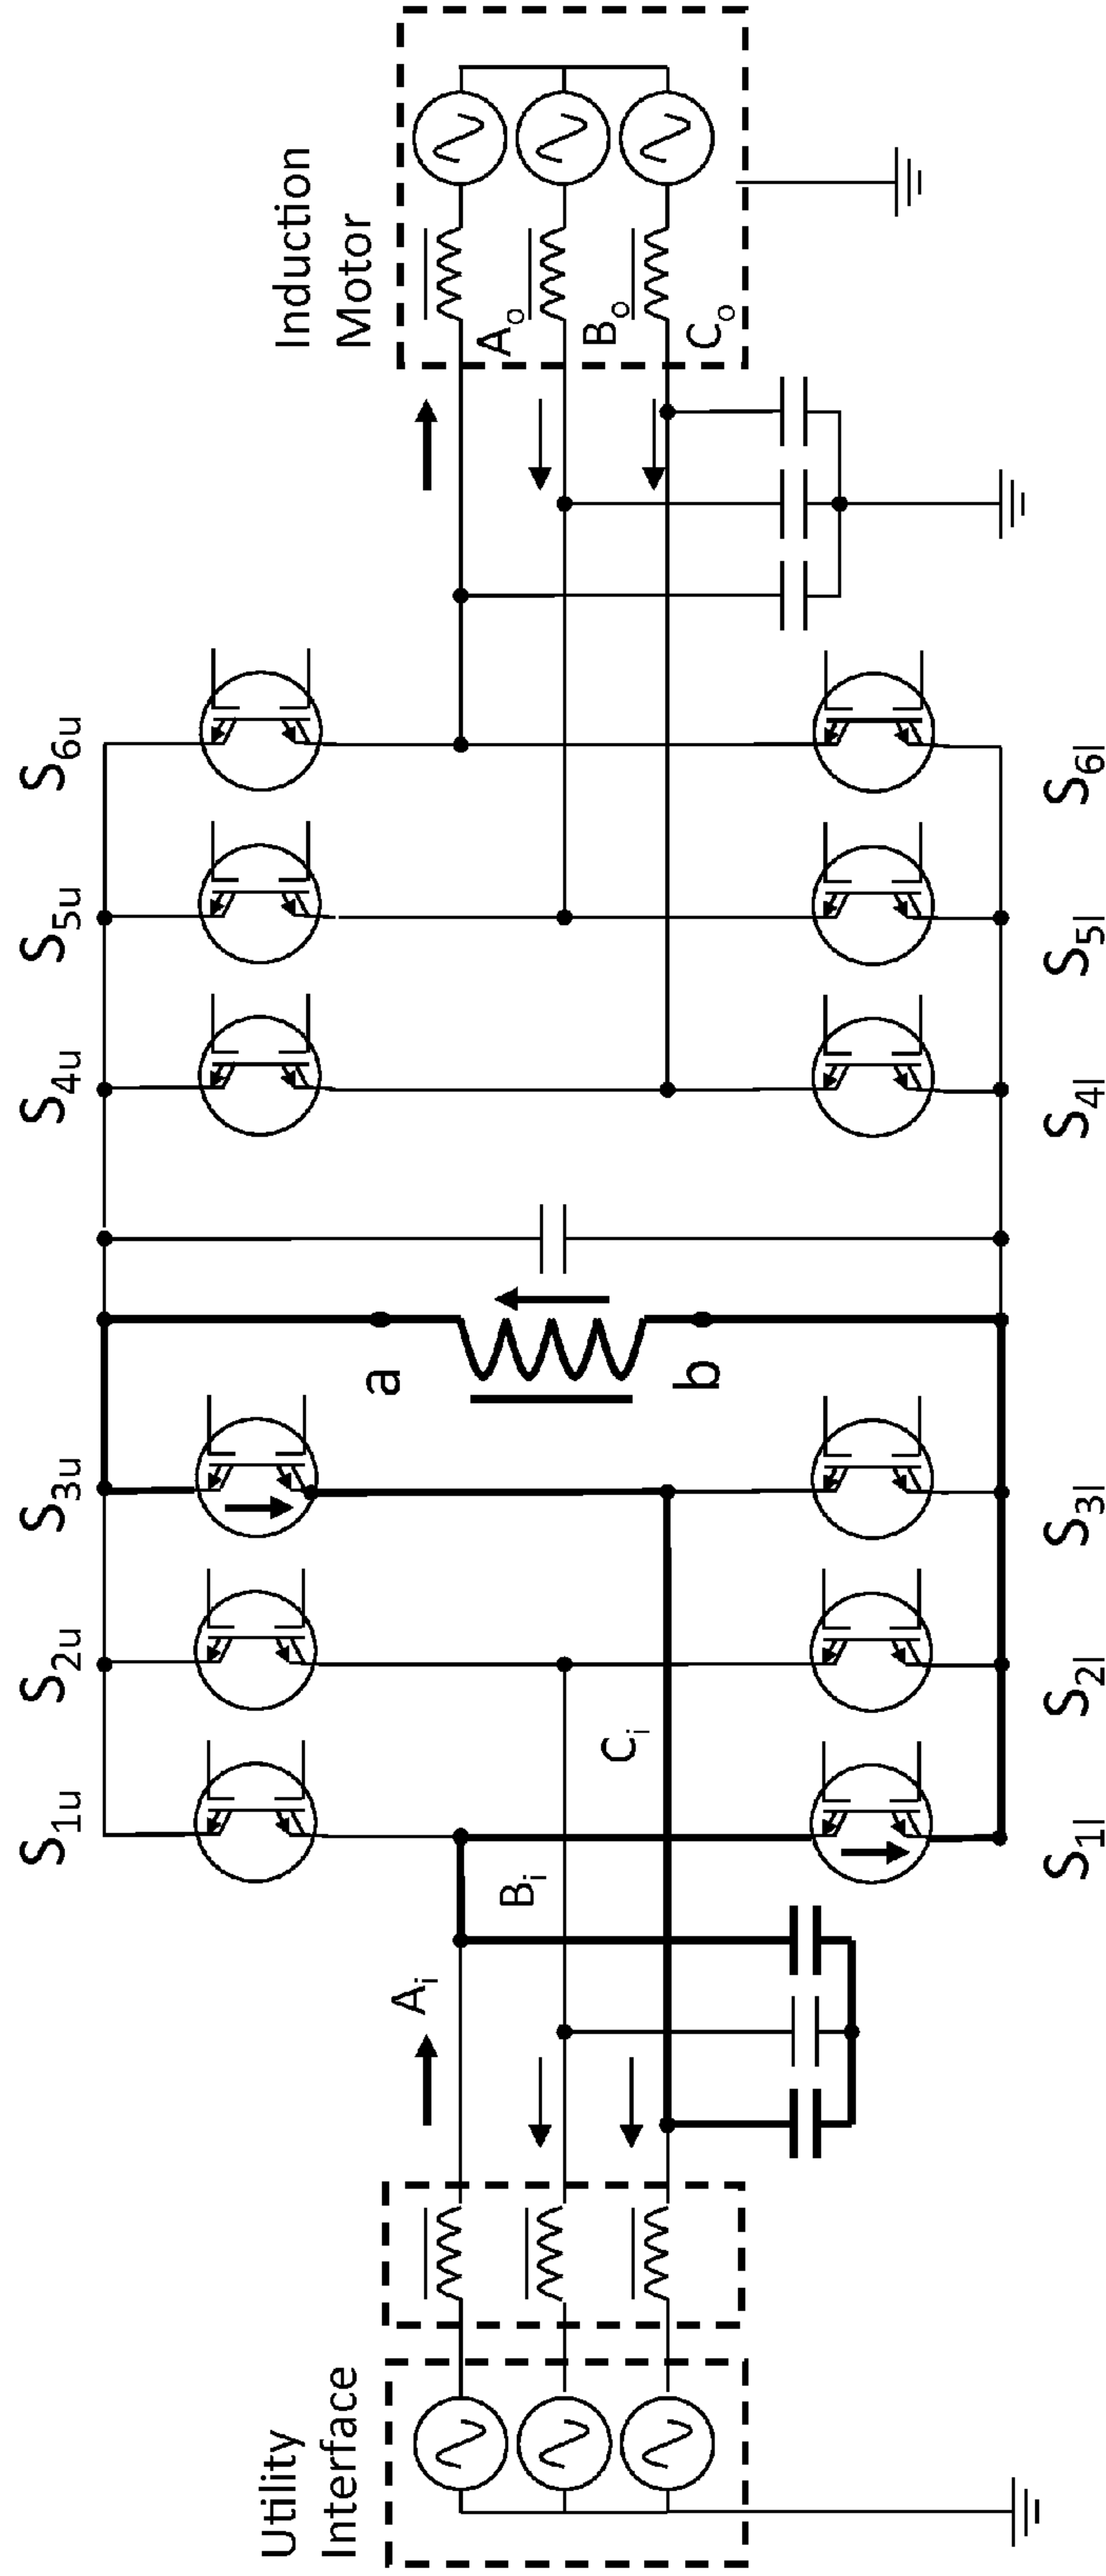 Utility
Interface
Induction
Motor
S1u
S2u
S3u
S4u
S5u
S6u
Ai
Bi
Ci
a
b
Ao
Bo
Co
S1l
S2l
S3l
S4l
S5l
S6l